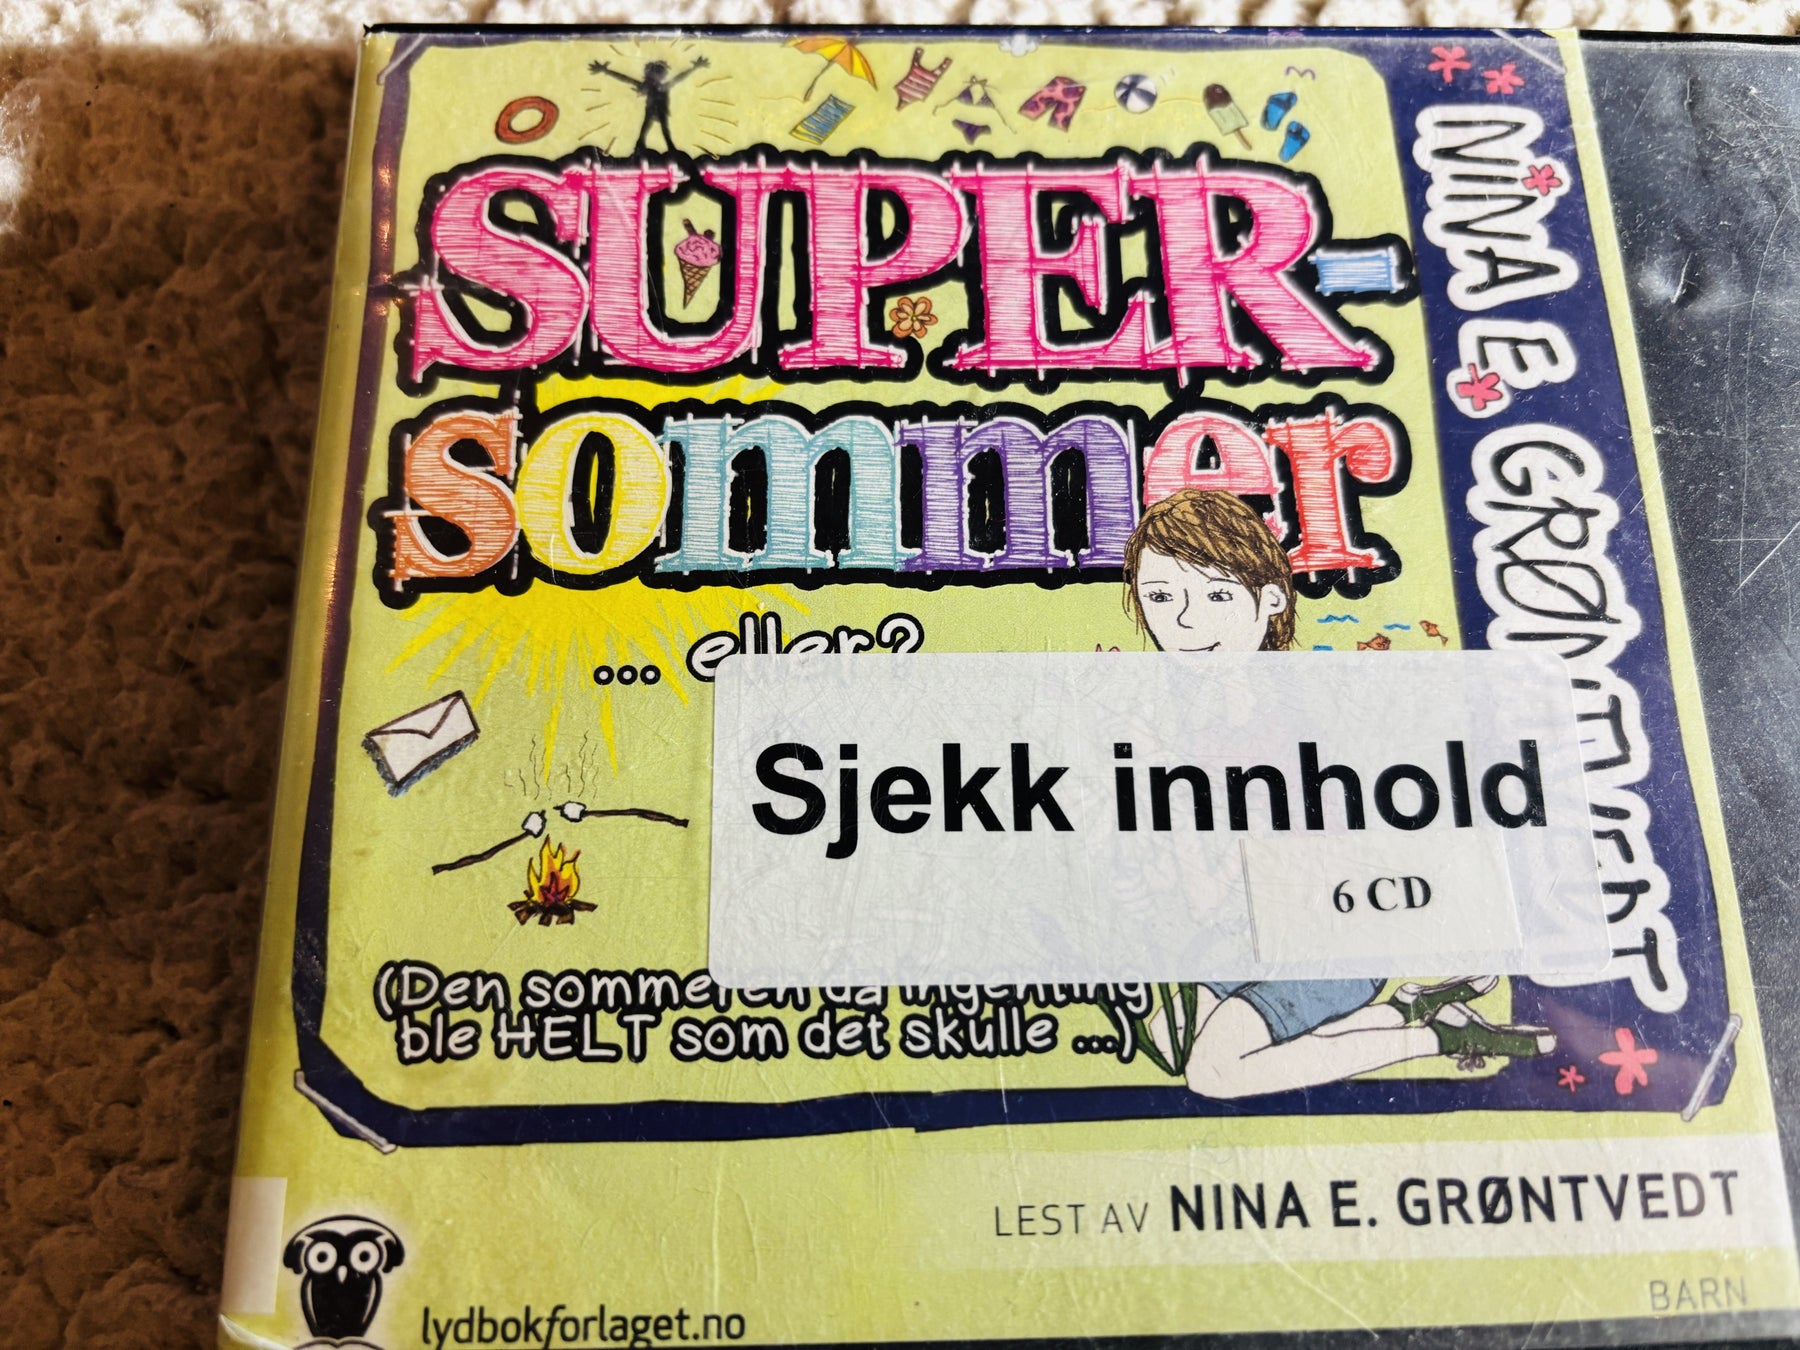 SUPER-
sommer
... eller?
Sjekk innhold
6 CD
(Den sommeren da ingenting
ble HELT som det skulle ...)
NINA E. GRØNTVEDT
LEST AV NINA E. GRØNTVEDT
BARN
lydbokforlaget.no